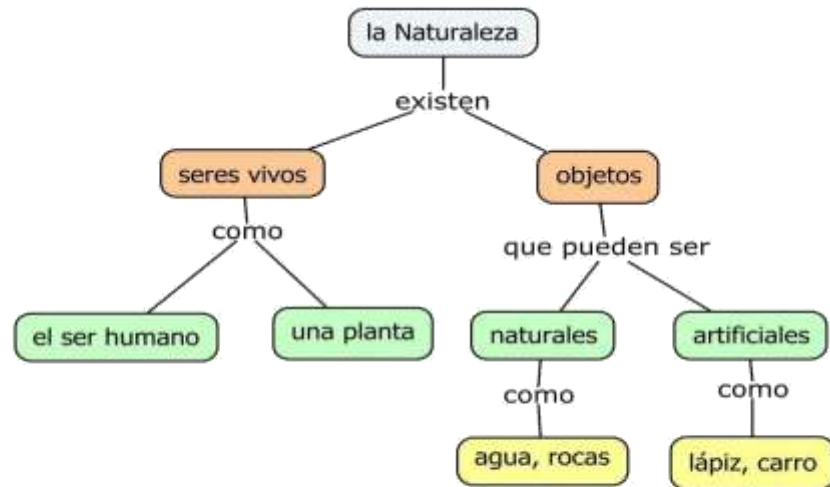 la Naturaleza
existen
seres vivos
objetos
como
que pueden ser
el ser humano
una planta
naturales
artificiales
como
como
agua, rocas
lápiz, carro